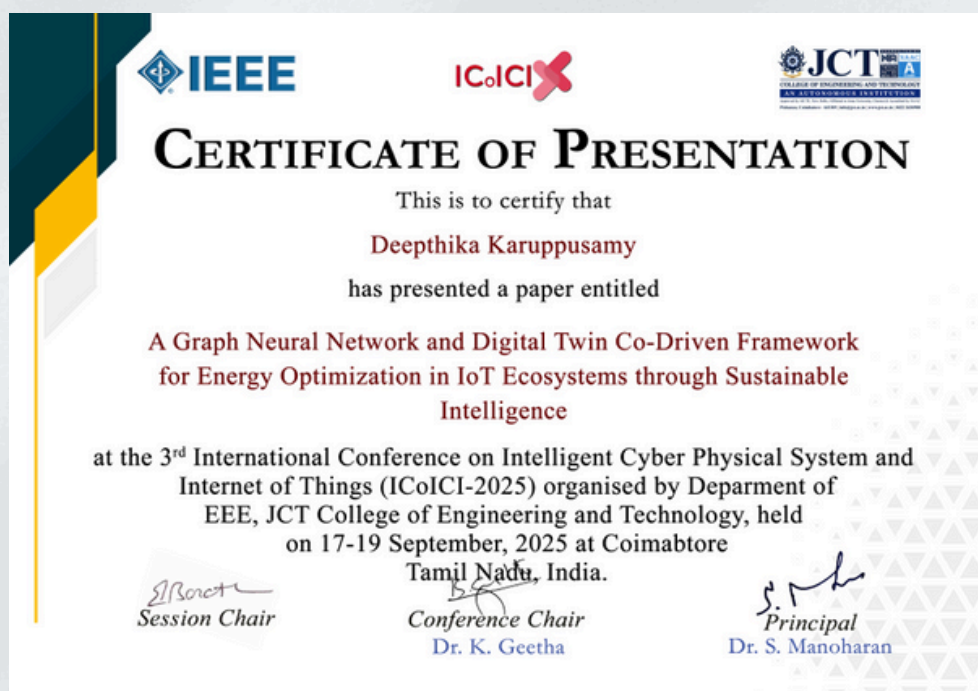 IEEE
ICoICI
JCT
COLLEGE OF ENGINEERING AND TECHNOLOGY
AN AUTONOMOUS INSTITUTION
CERTIFICATE OF PRESENTATION
This is to certify that
Deepthika Karuppusamy
has presented a paper entitled
A Graph Neural Network and Digital Twin Co-Driven Framework
for Energy Optimization in IoT Ecosystems through Sustainable
Intelligence
at the 3rd International Conference on Intelligent Cyber Physical System and
Internet of Things (ICoICI-2025) organised by Deparment of
EEE, JCT College of Engineering and Technology, held
on 17-19 September, 2025 at Coimabtore
Tamil Nadu, India.
Session Chair
Conference Chair
Dr. K. Geetha
Principal
Dr. S. Manoharan